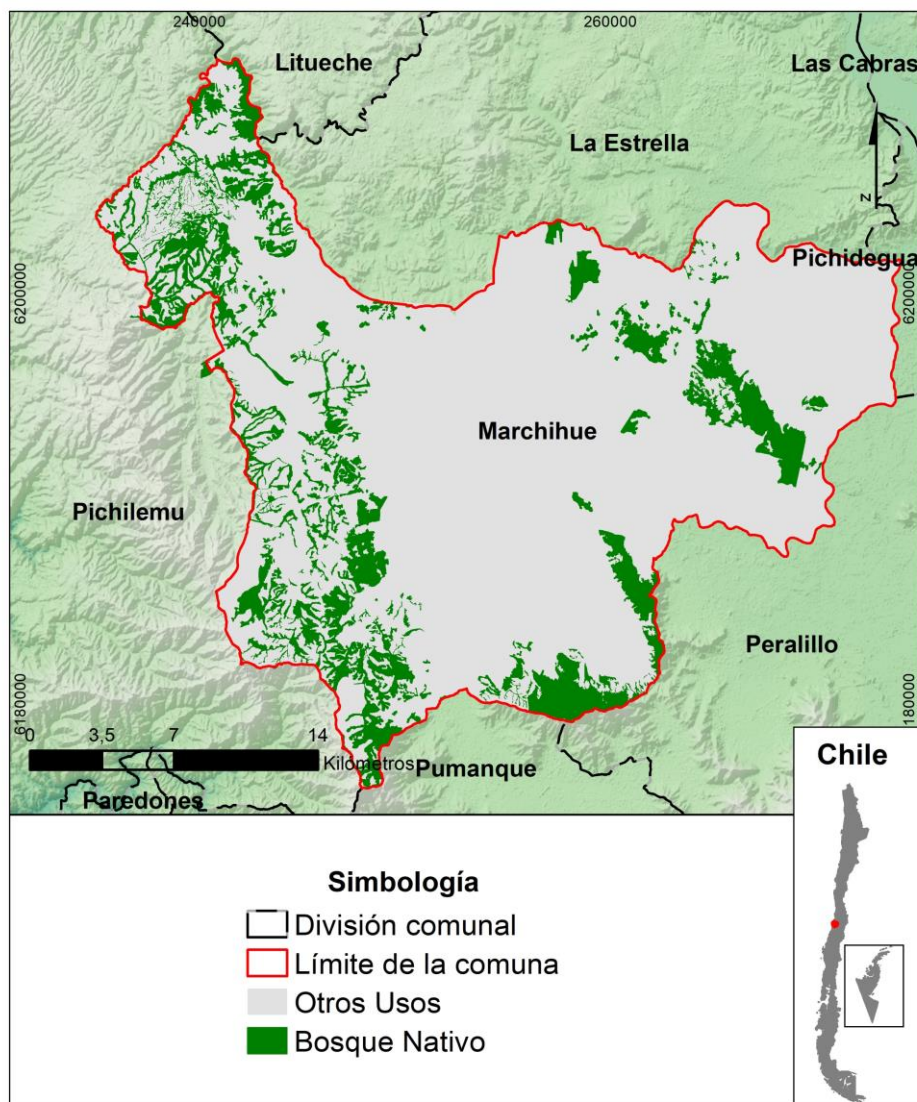 240000
260000
Litueche
Las Cabras
La Estrella
N
Pichidegua
6200000
6200000
Marchihue
Pichilemu
Peralillo
6180000
180000
0 3.5 7 14
Kilometros
Pumanque
Paredones
Chile
Simbología
División comunal
Límite de la comuna
Otros Usos
Bosque Nativo